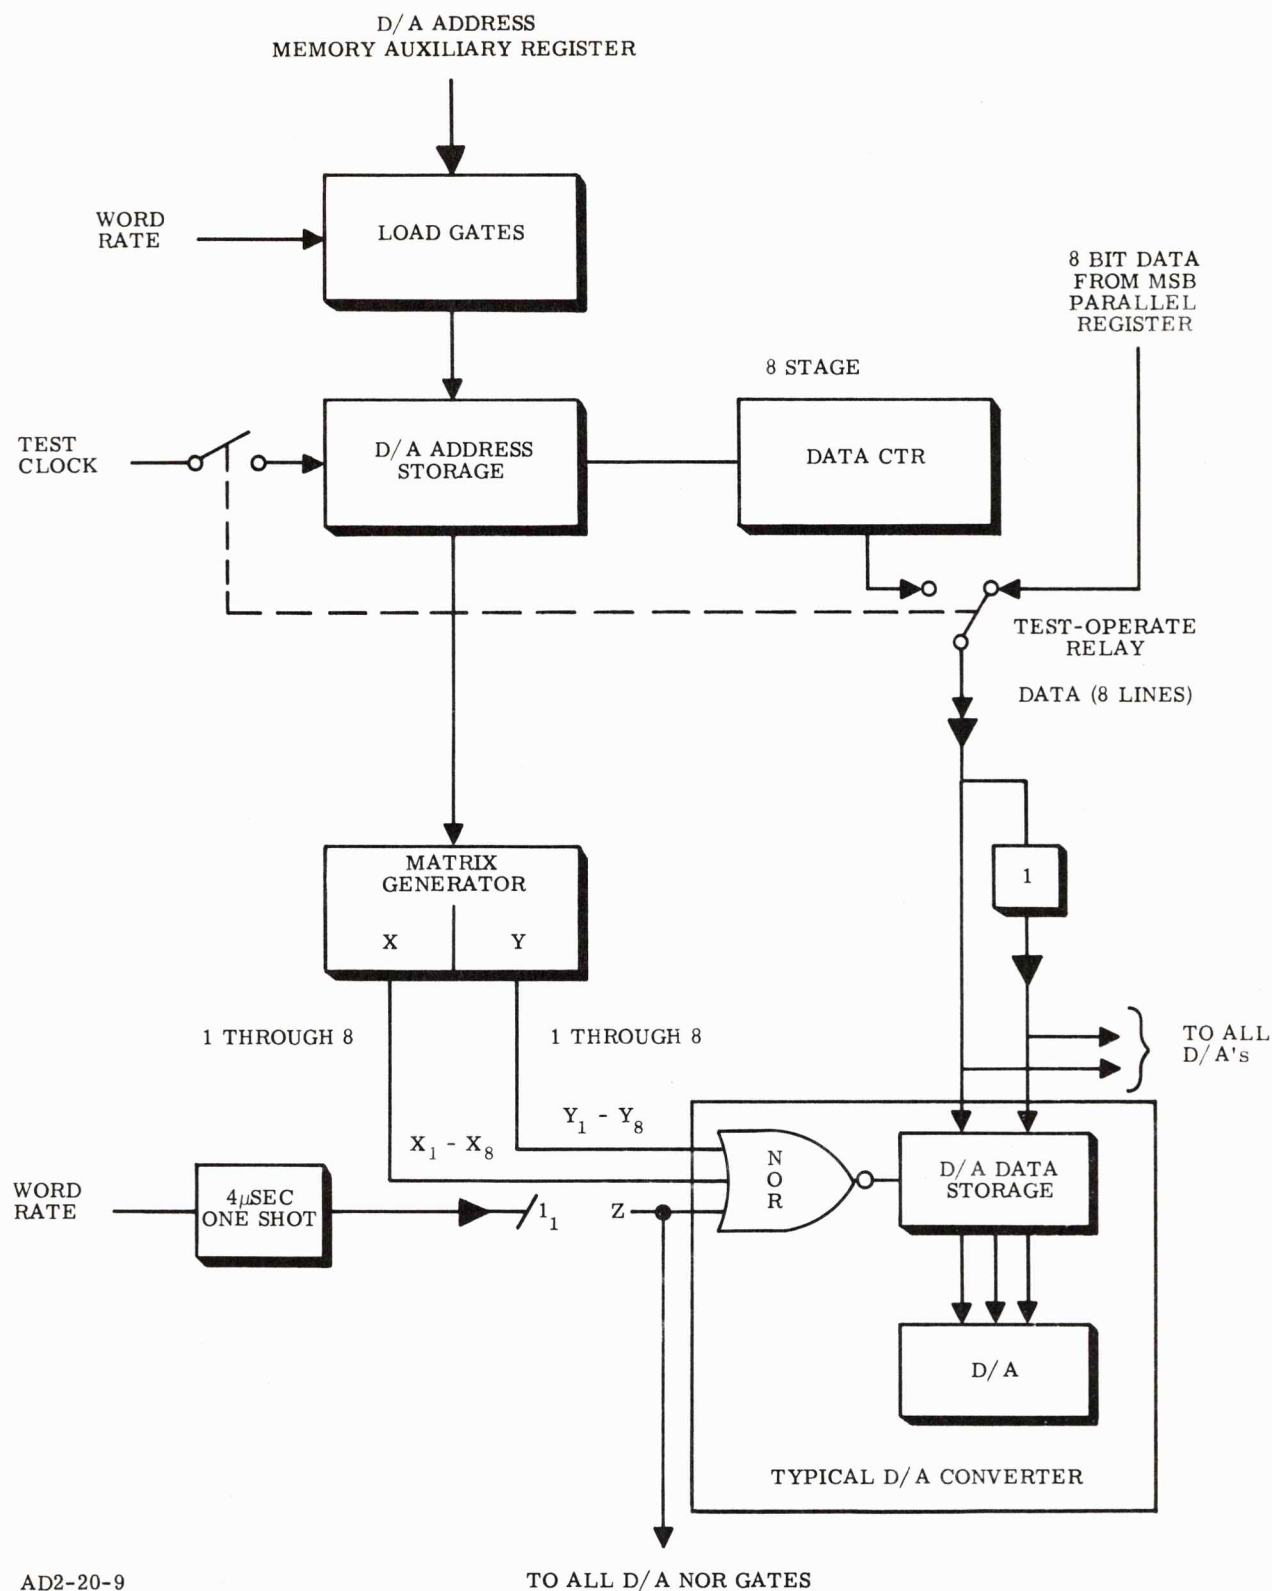 D/A ADDRESS
MEMORY AUXILIARY REGISTER
WORD
RATE
LOAD GATES
8 BIT DATA
FROM MSB
PARALLEL
REGISTER
8 STAGE
TEST
CLOCK
D/A ADDRESS
STORAGE
DATA CTR
TEST-OPERATE
RELAY
DATA (8 LINES)
MATRIX
GENERATOR
X Y
1
1 THROUGH 8
1 THROUGH 8
TO ALL
D/A's
Y1 - Y8
X1 - X8
NOR
D/A DATA
STORAGE
WORD
RATE
4µSEC
ONE SHOT
11
Z
D/A
TYPICAL D/A CONVERTER
AD2-20-9
TO ALL D/A NOR GATES